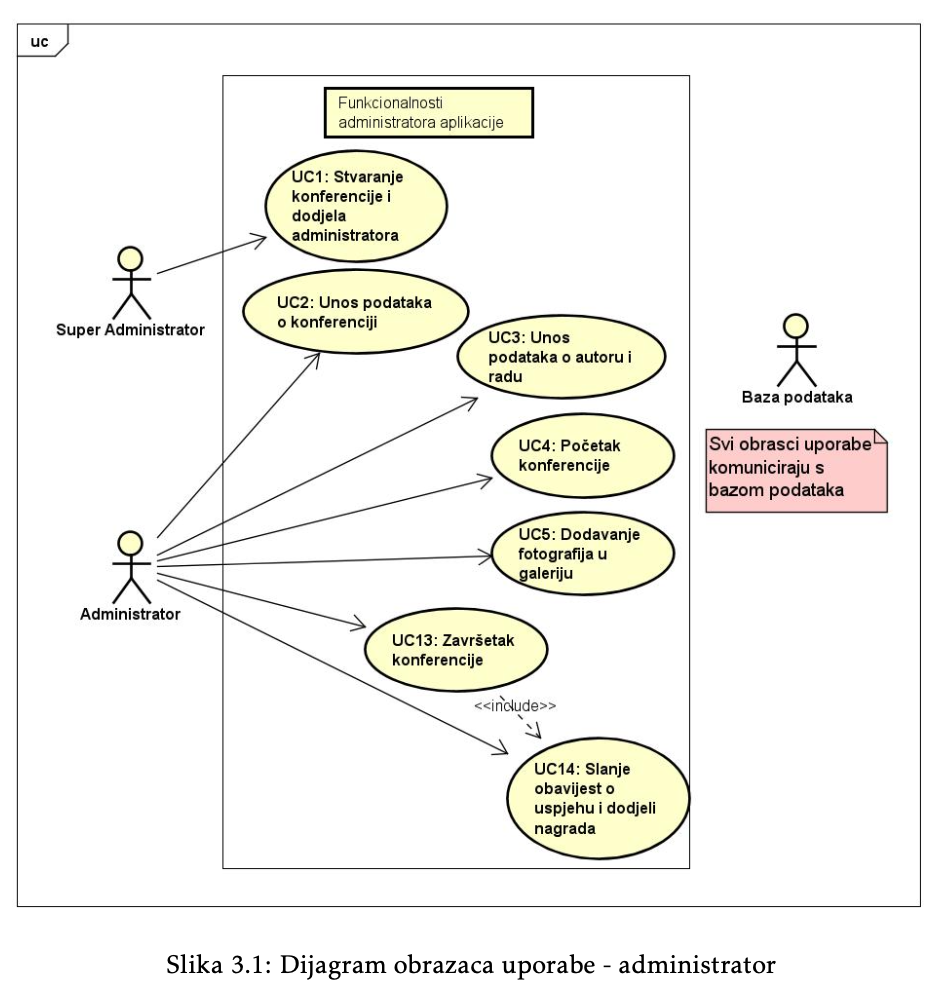 uc
Funkcionalnosti
administratora aplikacije
UC1: Stvaranje
konferencije i
dodjela
administratora
Super Administrator
UC2: Unos podataka
o konferenciji
UC3: Unos
podataka o autoru i
radu
Baza podataka
Svi obrasci uporabe
komuniciraju s
bazom podataka
UC4: Početak
konferencije
UC5: Dodavanje
fotografija u
galeriju
Administrator
UC13: Završetak
konferencije
<<include>>
UC14: Slanje
obavijest o
uspjehu i dodjeli
nagrada
Slika 3.1: Dijagram obrazaca uporabe - administrator